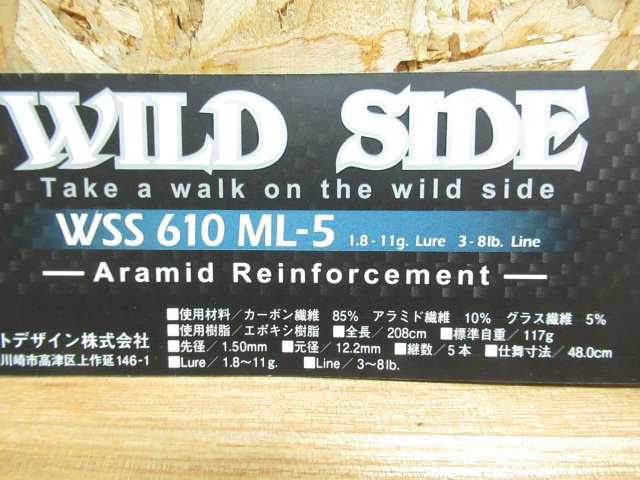 WILD SIDE
Take a walk on the wild side
WSS 610 ML-5 1.8-11g. Lure 3-8lb. Line
Aramid Reinforcement
トデザイン株式会社
川崎市高津区上作延146-1
■使用材料/カーボン繊維 85% アラミド繊維 10% グラス繊維 5%
■使用樹脂/エポキシ樹脂 ■全長/208cm ■標準自重/117g
■先径/1.50mm ■元径/12.2mm ■継数/5本 ■仕舞寸法/48.0cm
■Lure/1.8〜11g. ■Line/3〜8lb.